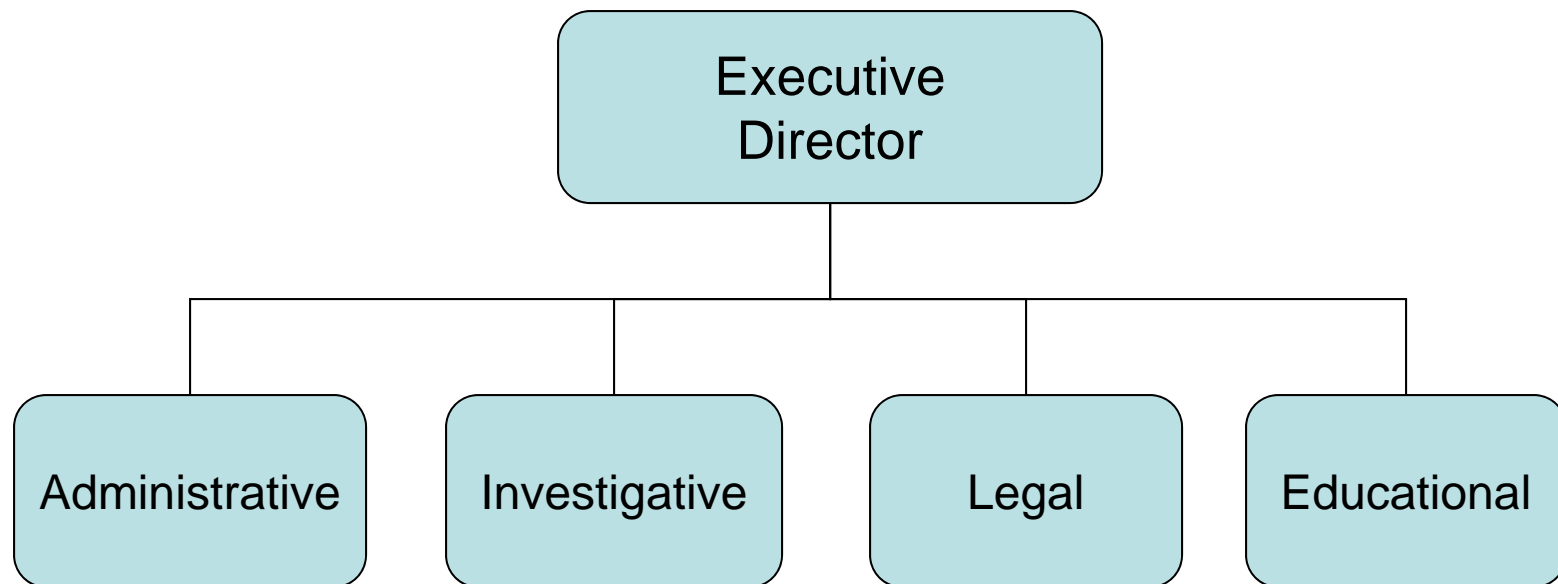 Executive
Director
Administrative
Investigative
Legal
Educational